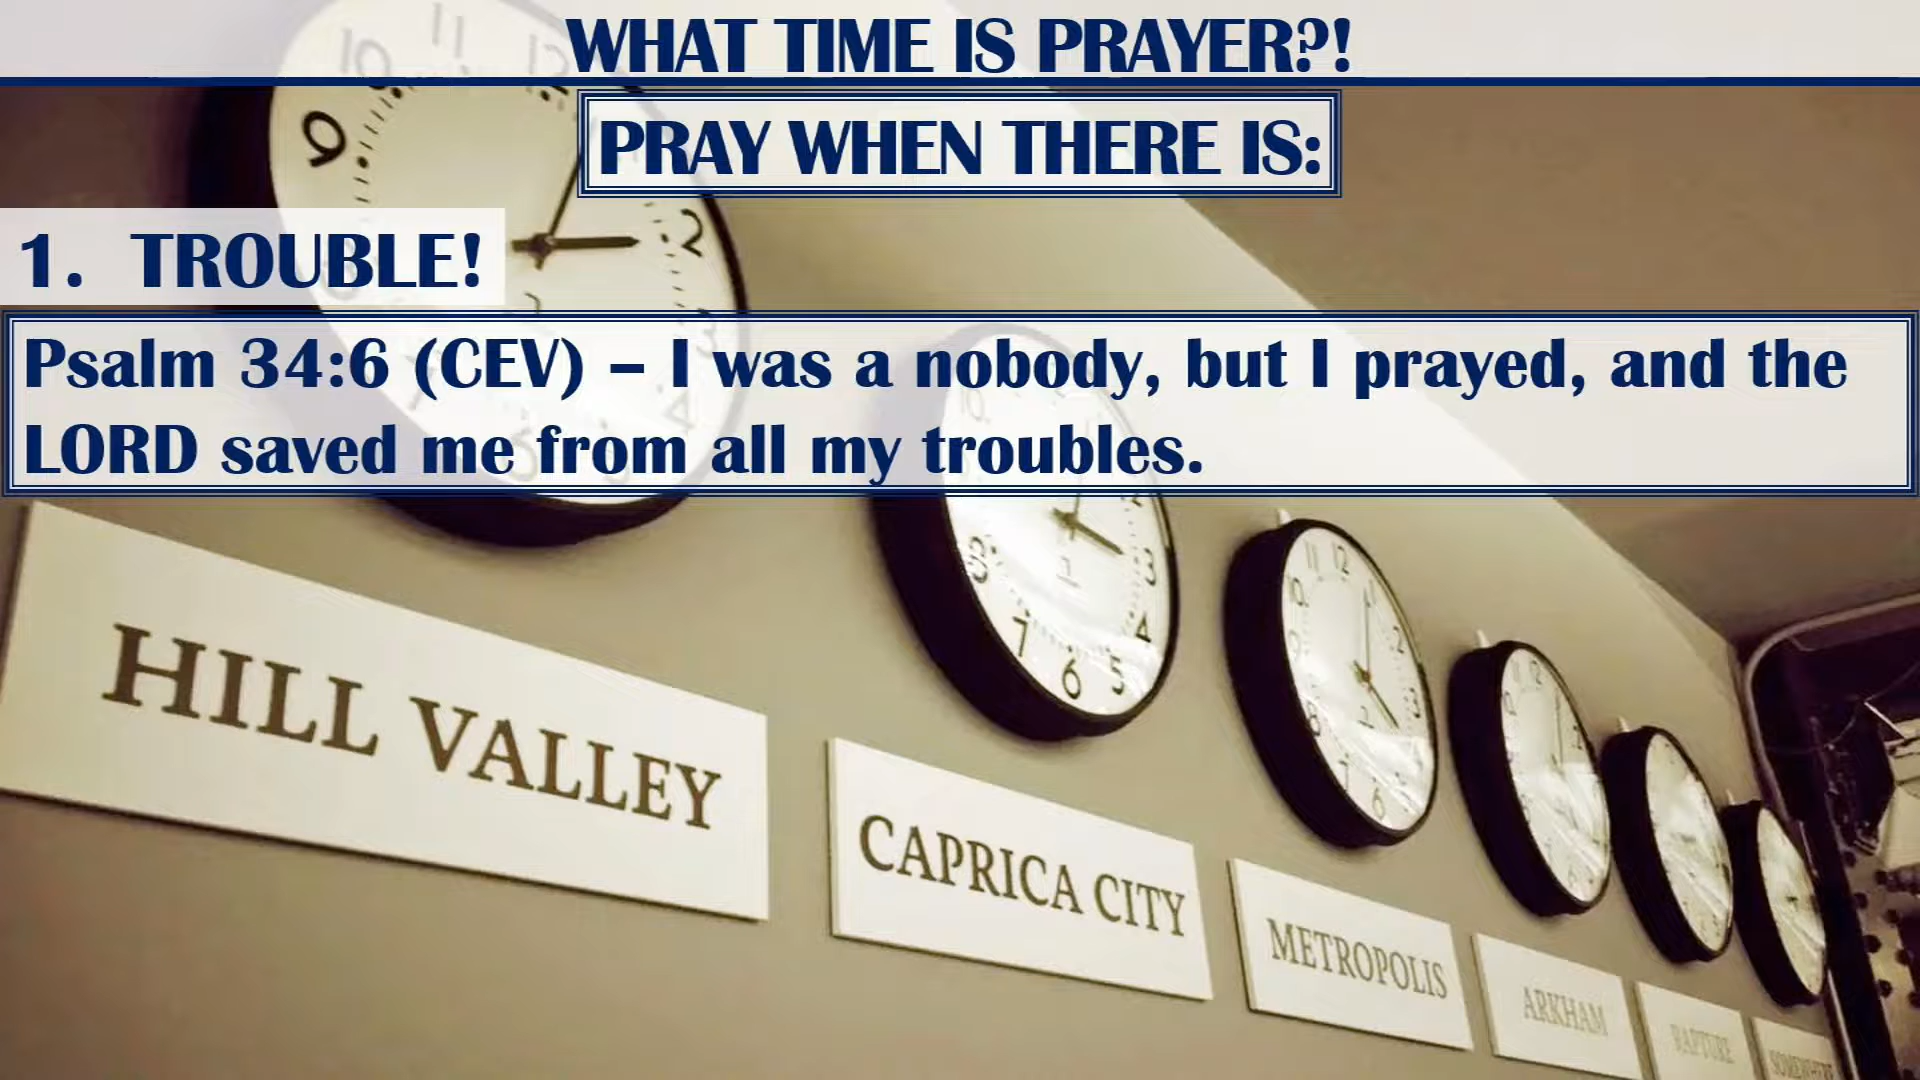 WHAT TIME IS PRAYER?!
PRAY WHEN THERE IS:
1. TROUBLE!
Psalm 34:6 (CEV) – I was a nobody, but I prayed, and the
LORD saved me from all my troubles.
HILL VALLEY
CAPRICA CITY
METROPOLIS
ARKHAM
RAPTURE